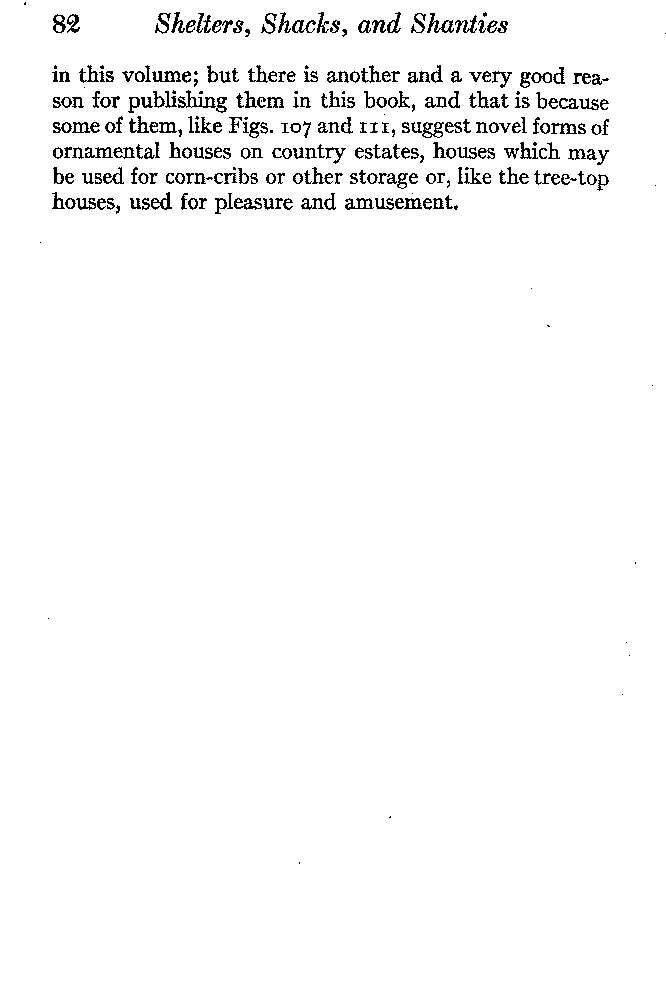 82 Shelters, Shacks, and Shanties
in this volume; but there is another and a very good rea-
son for publishing them in this book, and that is because
some of them, like Figs. 107 and 111, suggest novel forms of
ornamental houses on country estates, houses which may
be used for corn-cribs or other storage or, like the tree-top
houses, used for pleasure and amusement.